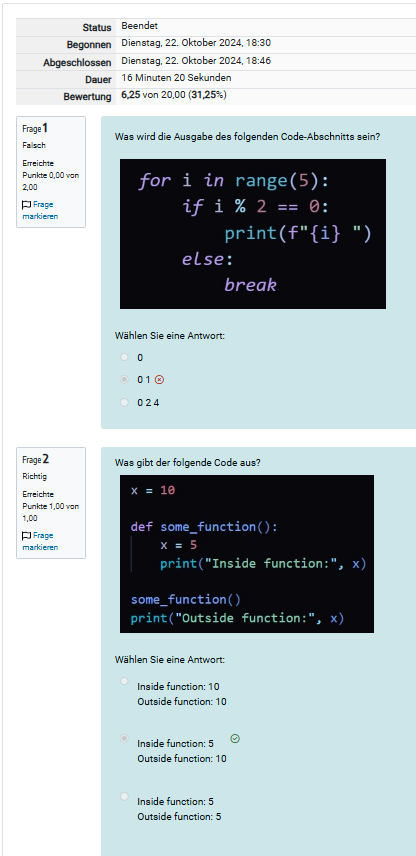 Status Beendet
Begonnen Dienstag, 22. Oktober 2024, 18:30
Abgeschlossen Dienstag, 22. Oktober 2024, 18:46
Dauer 16 Minuten 20 Sekunden
Bewertung 6,25 von 20,00 (31,25%)
Frage 1
Falsch
Erreichte
Punkte 0,00 von
2,00
Frage
markieren
Was wird die Ausgabe des folgenden Code-Abschnitts sein?
for i in range(5):
    if i % 2 == 0:
        print(f"{i} ")
    else:
        break
Wählen Sie eine Antwort:
0
0 1
0 2 4
Frage 2
Richtig
Erreichte
Punkte 1,00 von
1,00
Frage
markieren
Was gibt der folgende Code aus?
x = 10
def some_function():
    x = 5
    print("Inside function:", x)
some_function()
print("Outside function:", x)
Wählen Sie eine Antwort:
Inside function: 10
Outside function: 10
Inside function: 5
Outside function: 10
Inside function: 5
Outside function: 5